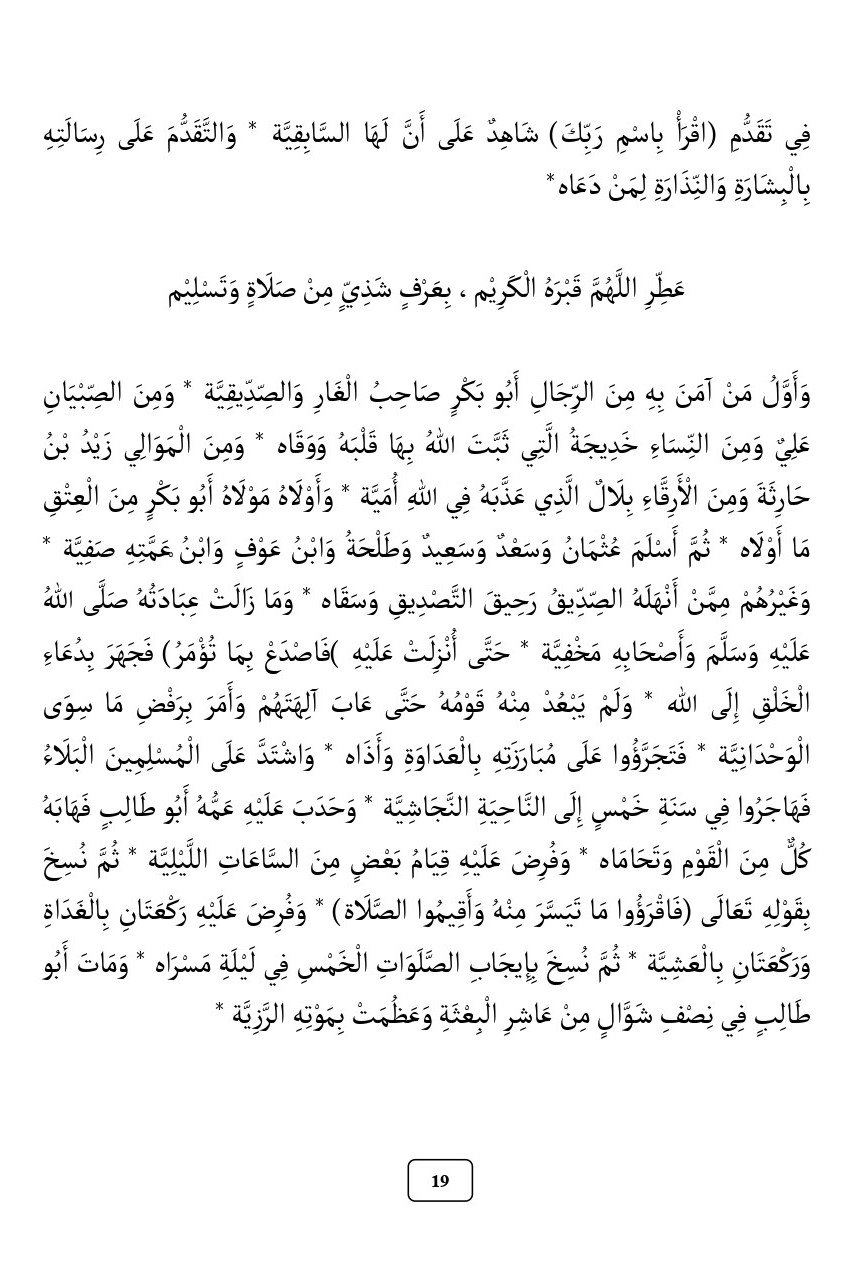 فِي تَقَدُّمِ (اقْرَأْ بِاسْمِ رَبِّكَ) شَاهِدٌ عَلَى أَنَّ لَهَا السَّابِقِيَّة * وَالتَّقَدُّمَ عَلَى رِسَالَتِهِ
بِالْبِشَارَةِ وَالنِّذَارَةِ لِمَنْ دَعَاه*
عَطِّرِ اللَّهُمَّ قَبْرَهُ الْكَرِيْم ، بِعَرْفٍ شَذِيٍّ مِنْ صَلَاةٍ وَتَسْلِيْم
وَأَوَّلُ مَنْ آمَنَ بِهِ مِنَ الرِّجَالِ أَبُو بَكْرٍ صَاحِبُ الْغَارِ وَالصِّدِّيقِيَّة * وَمِنَ الصِّبْيَانِ
عَلِيٌ وَمِنَ النِّسَاءِ خَدِيجَةُ الَّتِي ثَبَّتَ اللهُ بِهَا قَلْبَهُ وَوَقَاه * وَمِنَ الْمَوَالِي زَيْدُ بْنُ
حَارِثَةَ وَمِنَ الْأَرِقَّاءِ بِلَالٌ الَّذِي عَذَّبَهُ فِي اللهِ أُمَيَّة * وَأَوْلَاهُ مَوْلَاهُ أَبُو بَكْرٍ مِنَ الْعِتْقِ
مَا أَوْلَاه * ثُمَّ أَسْلَمَ عُثْمَانُ وَسَعْدٌ وَسَعِيدٌ وَطَلْحَةُ وَابْنُ عَوْفٍ وَابْنُ عَمَّتِهِ صَفِيَّة *
وَغَيْرُهُمْ مِمَّنْ أَنْهَلَهُ الصِّدِّيقُ رَحِيقَ التَّصْدِيقِ وَسَقَاه * وَمَا زَالَتْ عِبَادَتُهُ صَلَّى اللهُ
عَلَيْهِ وَسَلَّمَ وَأَصْحَابِهِ مَخْفِيَّة * حَتَّى أُنْزِلَتْ عَلَيْهِ )فَاصْدَعْ بِمَا تُؤْمَرُ) فَجَهَرَ بِدُعَاءِ
الْخَلْقِ إِلَى الله * وَلَمْ يَبْعُدْ مِنْهُ قَوْمُهُ حَتَّى عَابَ آلِهَتَهُمْ وَأَمَرَ بِرَفْضِ مَا سِوَى
الْوَحْدَانِيَّة * فَتَجَرَّؤُوا عَلَى مُبَارَزَتِهِ بِالْعَدَاوَةِ وَأَذَاه * وَاشْتَدَّ عَلَى الْمُسْلِمِينَ الْبَلَاءُ
فَهَاجَرُوا فِي سَنَةِ خَمْسٍ إِلَى النَّاحِيَةِ النَّجَاشِيَّة * وَحَدَبَ عَلَيْهِ عَمُّهُ أَبُو طَالِبٍ فَهَابَهُ
كُلٌّ مِنَ الْقَوْمِ وَتَحَامَاه * وَفُرِضَ عَلَيْهِ قِيَامُ بَعْضٍ مِنَ السَّاعَاتِ اللَّيْلِيَّة * ثُمَّ نُسِخَ
بِقَوْلِهِ تَعَالَى (فَاقْرَؤُوا مَا تَيَسَّرَ مِنْهُ وَأَقِيمُوا الصَّلَاة) * وَفُرِضَ عَلَيْهِ رَكْعَتَانِ بِالْغَدَاةِ
وَرَكْعَتَانِ بِالْعَشِيَّة * ثُمَّ نُسِخَ بِإِيجَابِ الصَّلَوَاتِ الْخَمْسِ فِي لَيْلَةِ مَسْرَاه * وَمَاتَ أَبُو
طَالِبٍ فِي نِصْفِ شَوَّالٍ مِنْ عَاشِرِ الْبِعْثَةِ وَعَظُمَتْ بِمَوْتِهِ الرَّزِيَّة *
19